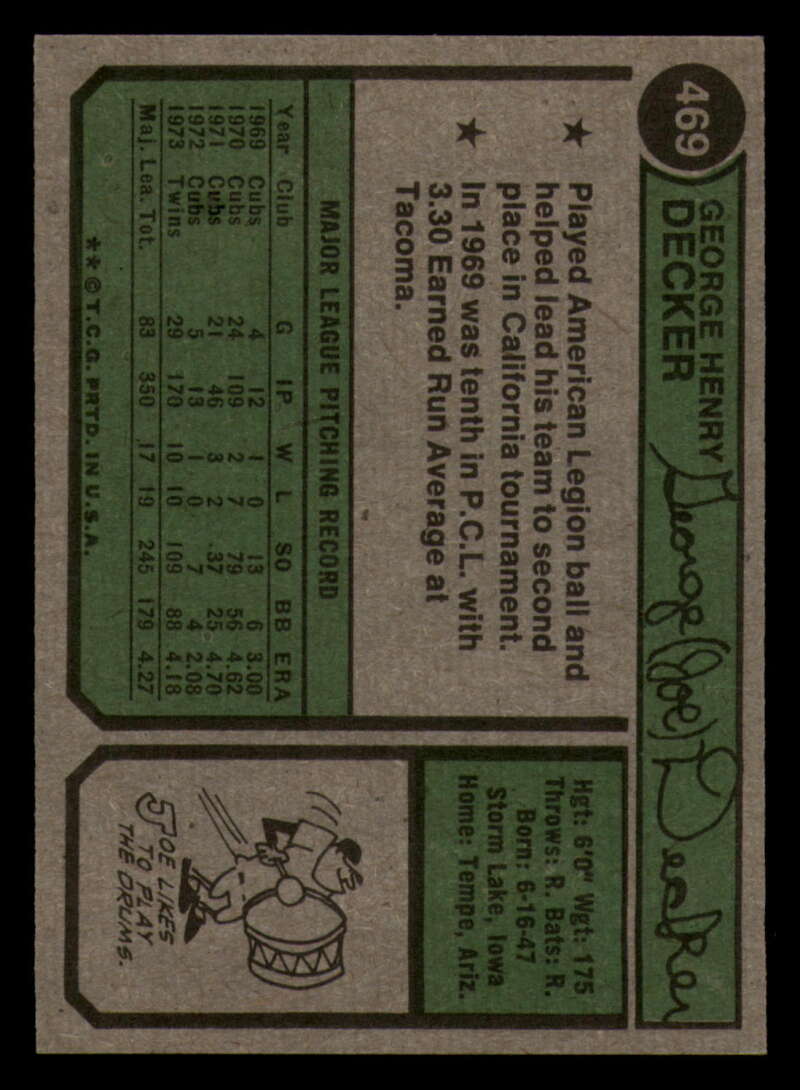 469
GEORGE HENRY
DECKER
George (Joe) Decker
★ Played American Legion ball and
helped lead his team to second
place in California tournament.
★ In 1969 was tenth in P.C.L. with
3.30 Earned Run Average at
Tacoma.
MAJOR LEAGUE PITCHING RECORD
Year Club G IP W L SO BB ERA
1969 Cubs 4 12 1 0 13 6 3.00
1970 Cubs 24 109 2 7 79 56 4.62
1971 Cubs 21 46 3 2 37 25 4.70
1972 Cubs 5 13 1 0 7 4 2.08
1973 Twins 29 170 10 10 109 88 4.18
Maj. Lea. Tot. 83 350 17 19 245 179 4.27
**©T.C.G. PRTD. IN U.S.A.
Hgt: 6'0" Wgt: 175
Throws: R. Bats: R.
Born: 6-16-47
Storm Lake, Iowa
Home: Tempe, Ariz.
JOE LIKES
TO PLAY
THE DRUMS.